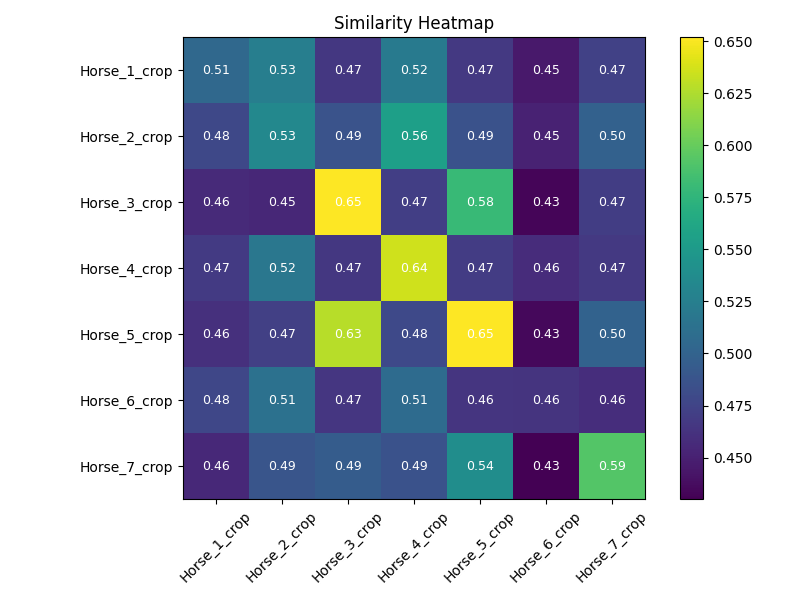 Similarity Heatmap
Horse_1_crop 0.51 0.53 0.47 0.52 0.47 0.45 0.47
Horse_2_crop 0.48 0.53 0.49 0.56 0.49 0.45 0.50
Horse_3_crop 0.46 0.45 0.65 0.47 0.58 0.43 0.47
Horse_4_crop 0.47 0.52 0.47 0.64 0.47 0.46 0.47
Horse_5_crop 0.46 0.47 0.63 0.48 0.65 0.43 0.50
Horse_6_crop 0.48 0.51 0.47 0.51 0.46 0.46 0.46
Horse_7_crop 0.46 0.49 0.49 0.49 0.54 0.43 0.59
Horse_1_crop Horse_2_crop Horse_3_crop Horse_4_crop Horse_5_crop Horse_6_crop Horse_7_crop
0.650
0.625
0.600
0.575
0.550
0.525
0.500
0.475
0.450